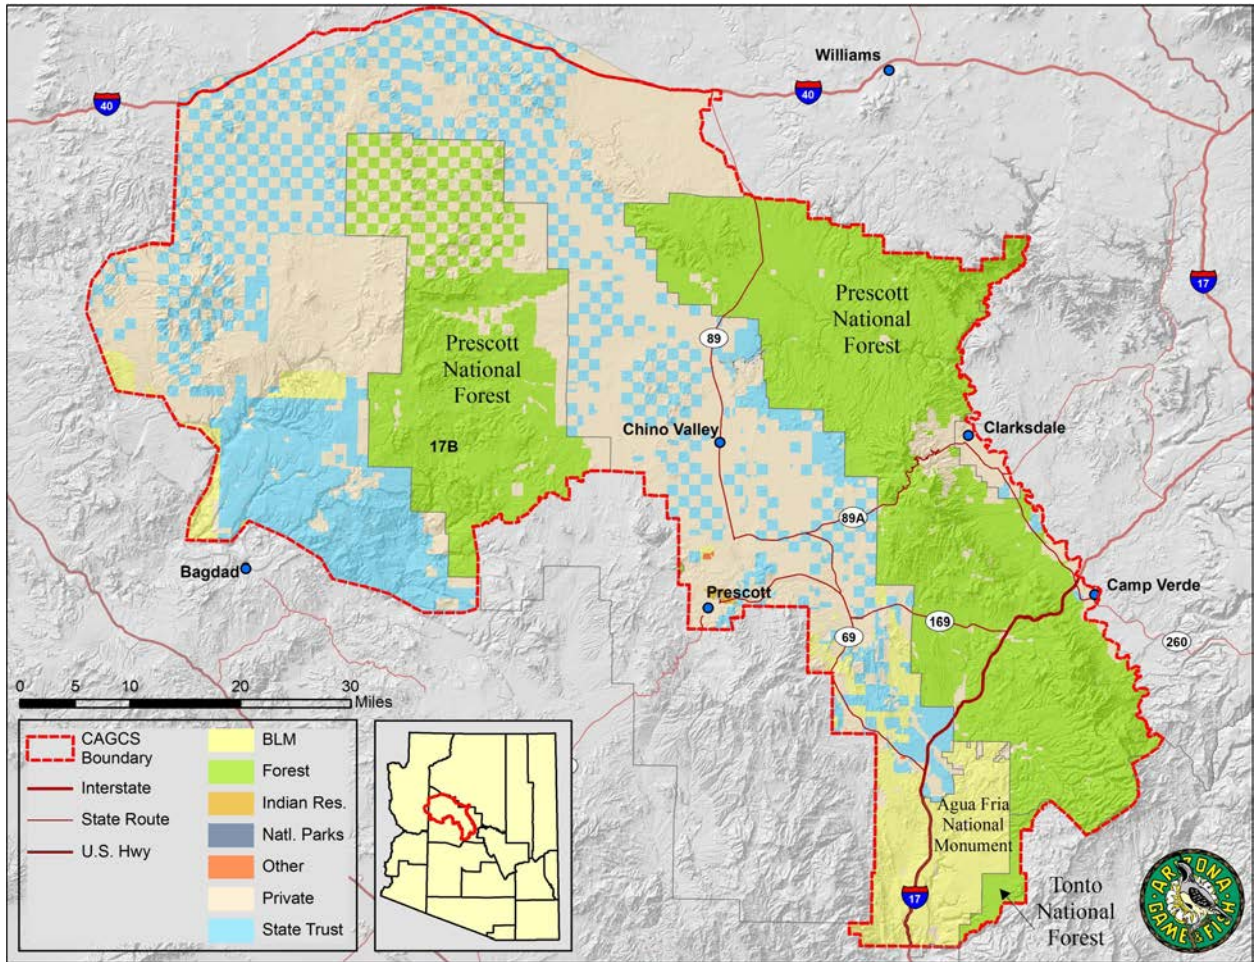 Williams
40
40
17
Prescott
National
Forest
89
Prescott
National
Forest
Chino Valley
Clarksdale
17B
89A
Bagdad
Prescott
Camp Verde
169
69
260
0 5 10 20 30
Miles
CAGCS
Boundary
Interstate
State Route
U.S. Hwy
BLM
Forest
Indian Res.
Natl. Parks
Other
Private
State Trust
Agua Fria
National
Monument
17
Tonto
National
Forest
ARIZONA
GAME & FISH